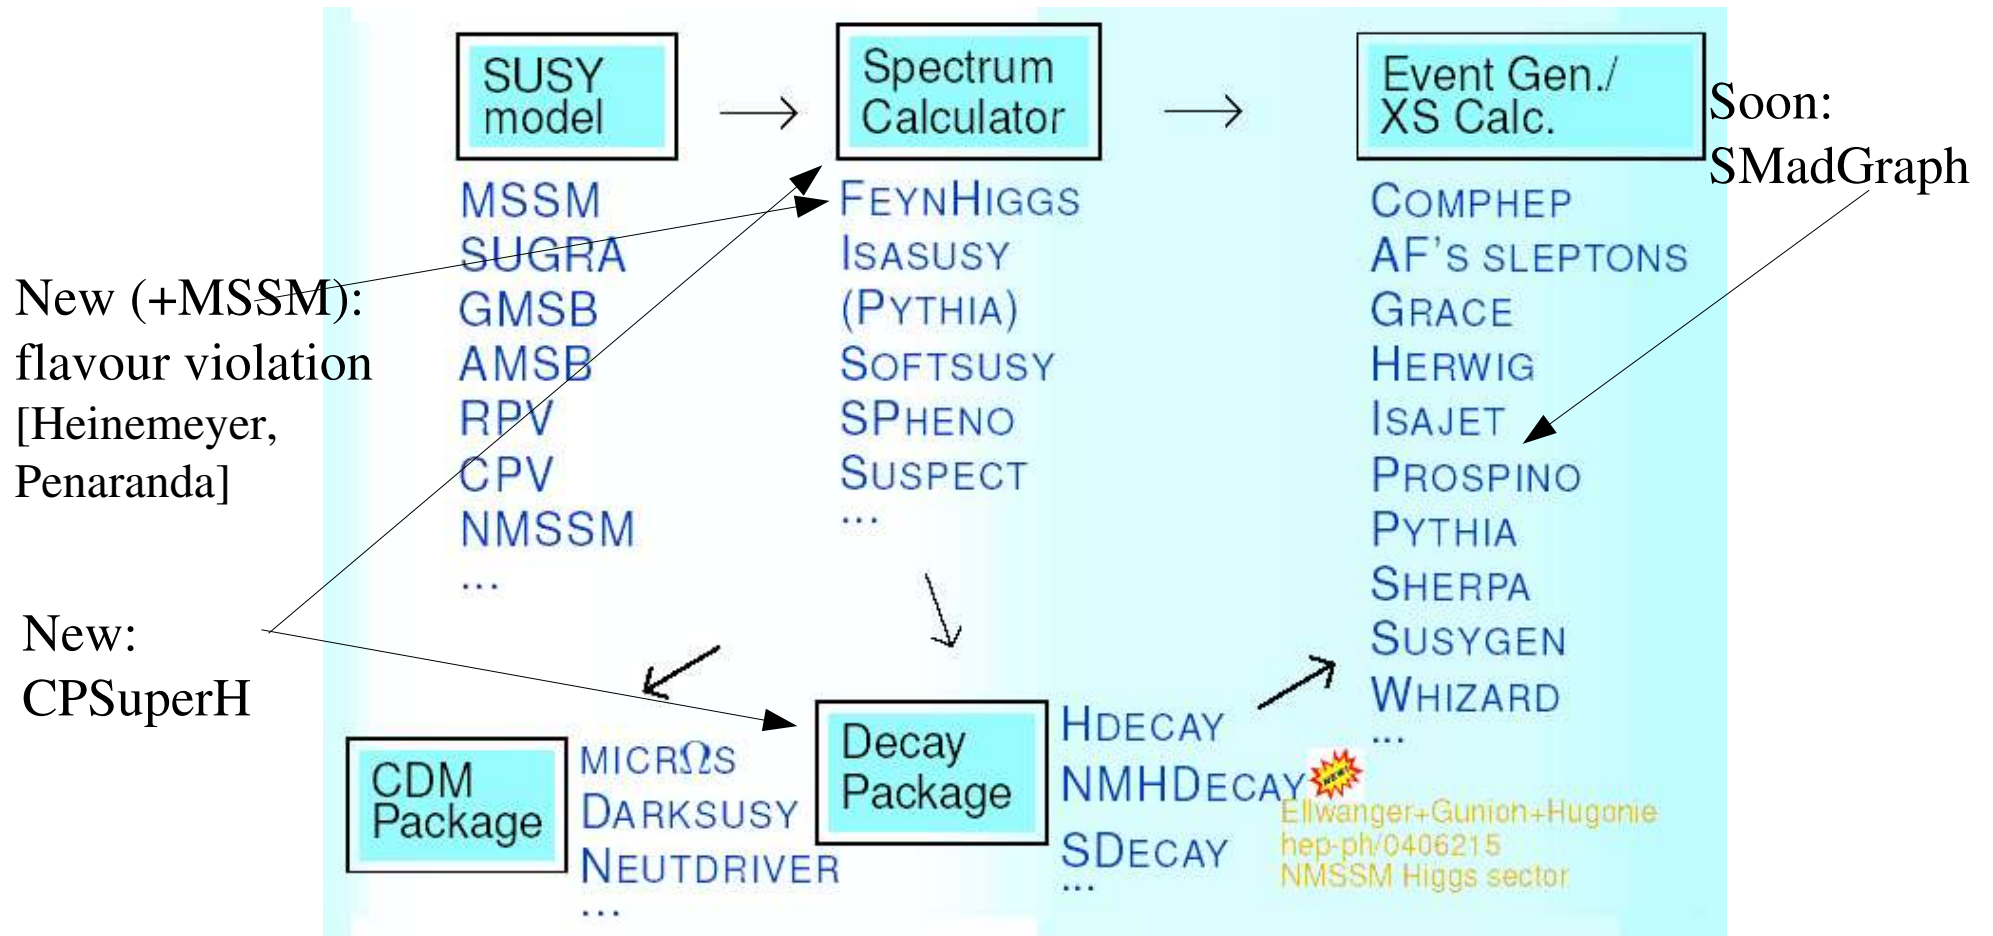 SUSY
model
Spectrum
Calculator
Event Gen./
XS Calc.
Soon:
SMadGraph
MSSM
SUGRA
GMSB
AMSB
RPV
CPV
NMSSM
...
FEYNHIGGS
ISASUSY
(PYTHIA)
SOFTSUSY
SPHENO
SUSPECT
...
COMPHEP
AF'S SLEPTONS
GRACE
HERWIG
ISAJET
PROSPINO
PYTHIA
SHERPA
SUSYGEN
WHIZARD
...
New (+MSSM):
flavour violation
[Heinemeyer,
Penaranda]
New:
CPSuperH
CDM
Package
MICRΩS
DARKSUSY
NEUTDRIVER
...
Decay
Package
HDECAY
NMHDECAY
NEW!
SDECAY
...
Ellwanger+Gunion+Hugonie
hep-ph/0406215
NMSSM Higgs sector